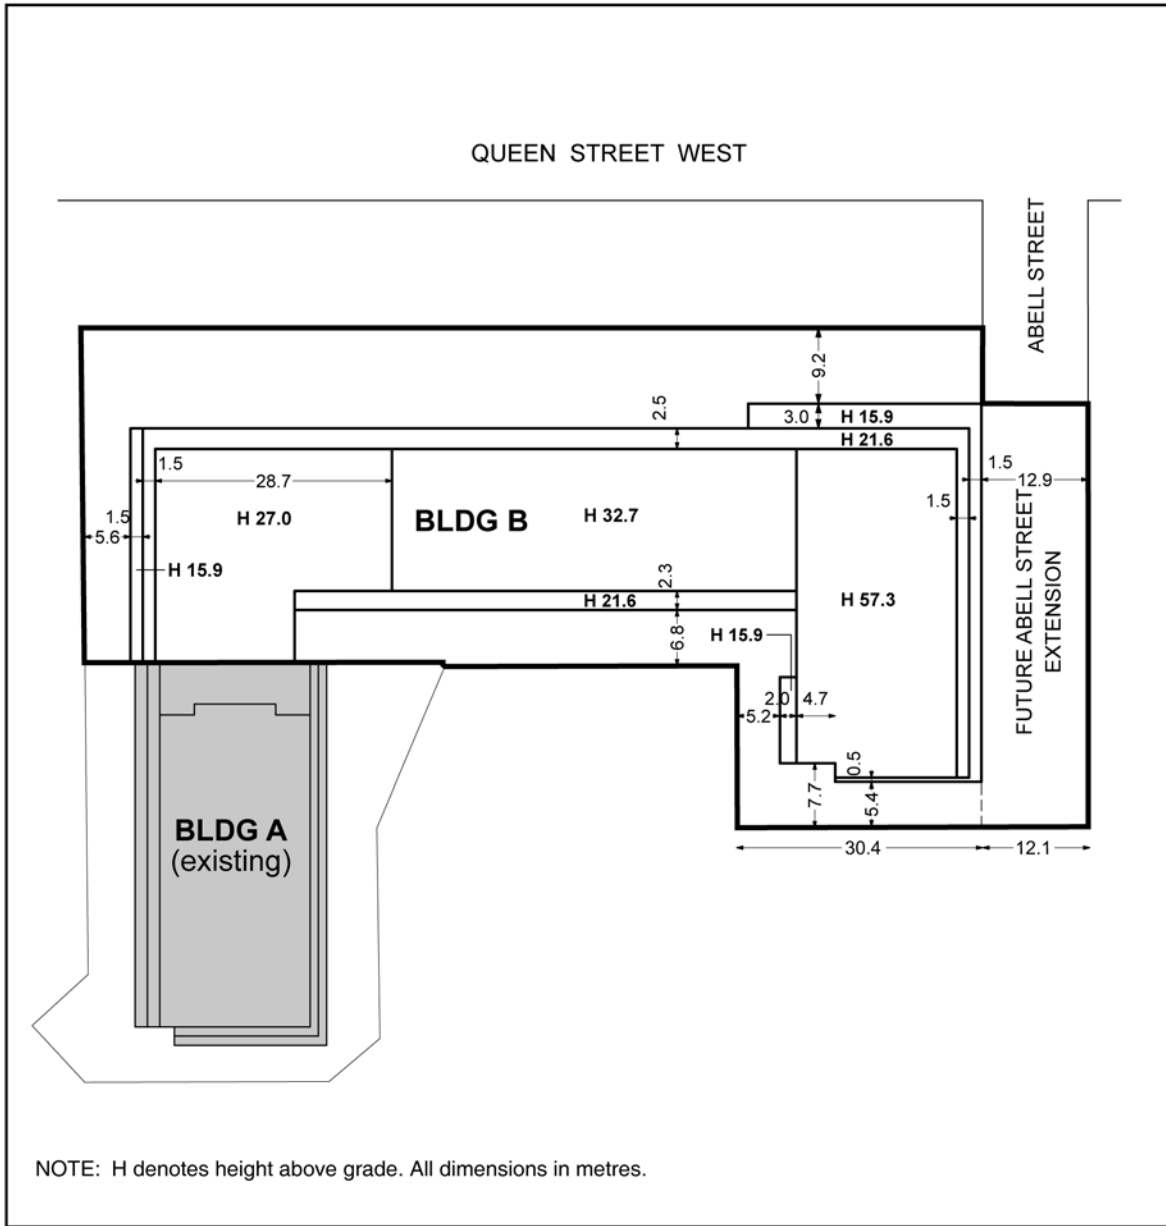 QUEEN STREET WEST
ABELL STREET
9.2
2.5
3.0
H 15.9
H 21.6
1.5
28.7
1.5
12.9
1.5
5.6
H 27.0
BLDG B
H 32.7
1.5
H 15.9
2.3
H 21.6
H 57.3
6.8
H 15.9
FUTURE ABELL STREET
EXTENSION
2.0
4.7
5.2
0.5
7.7
5.4
BLDG A
(existing)
30.4
12.1
NOTE: H denotes height above grade. All dimensions in metres.